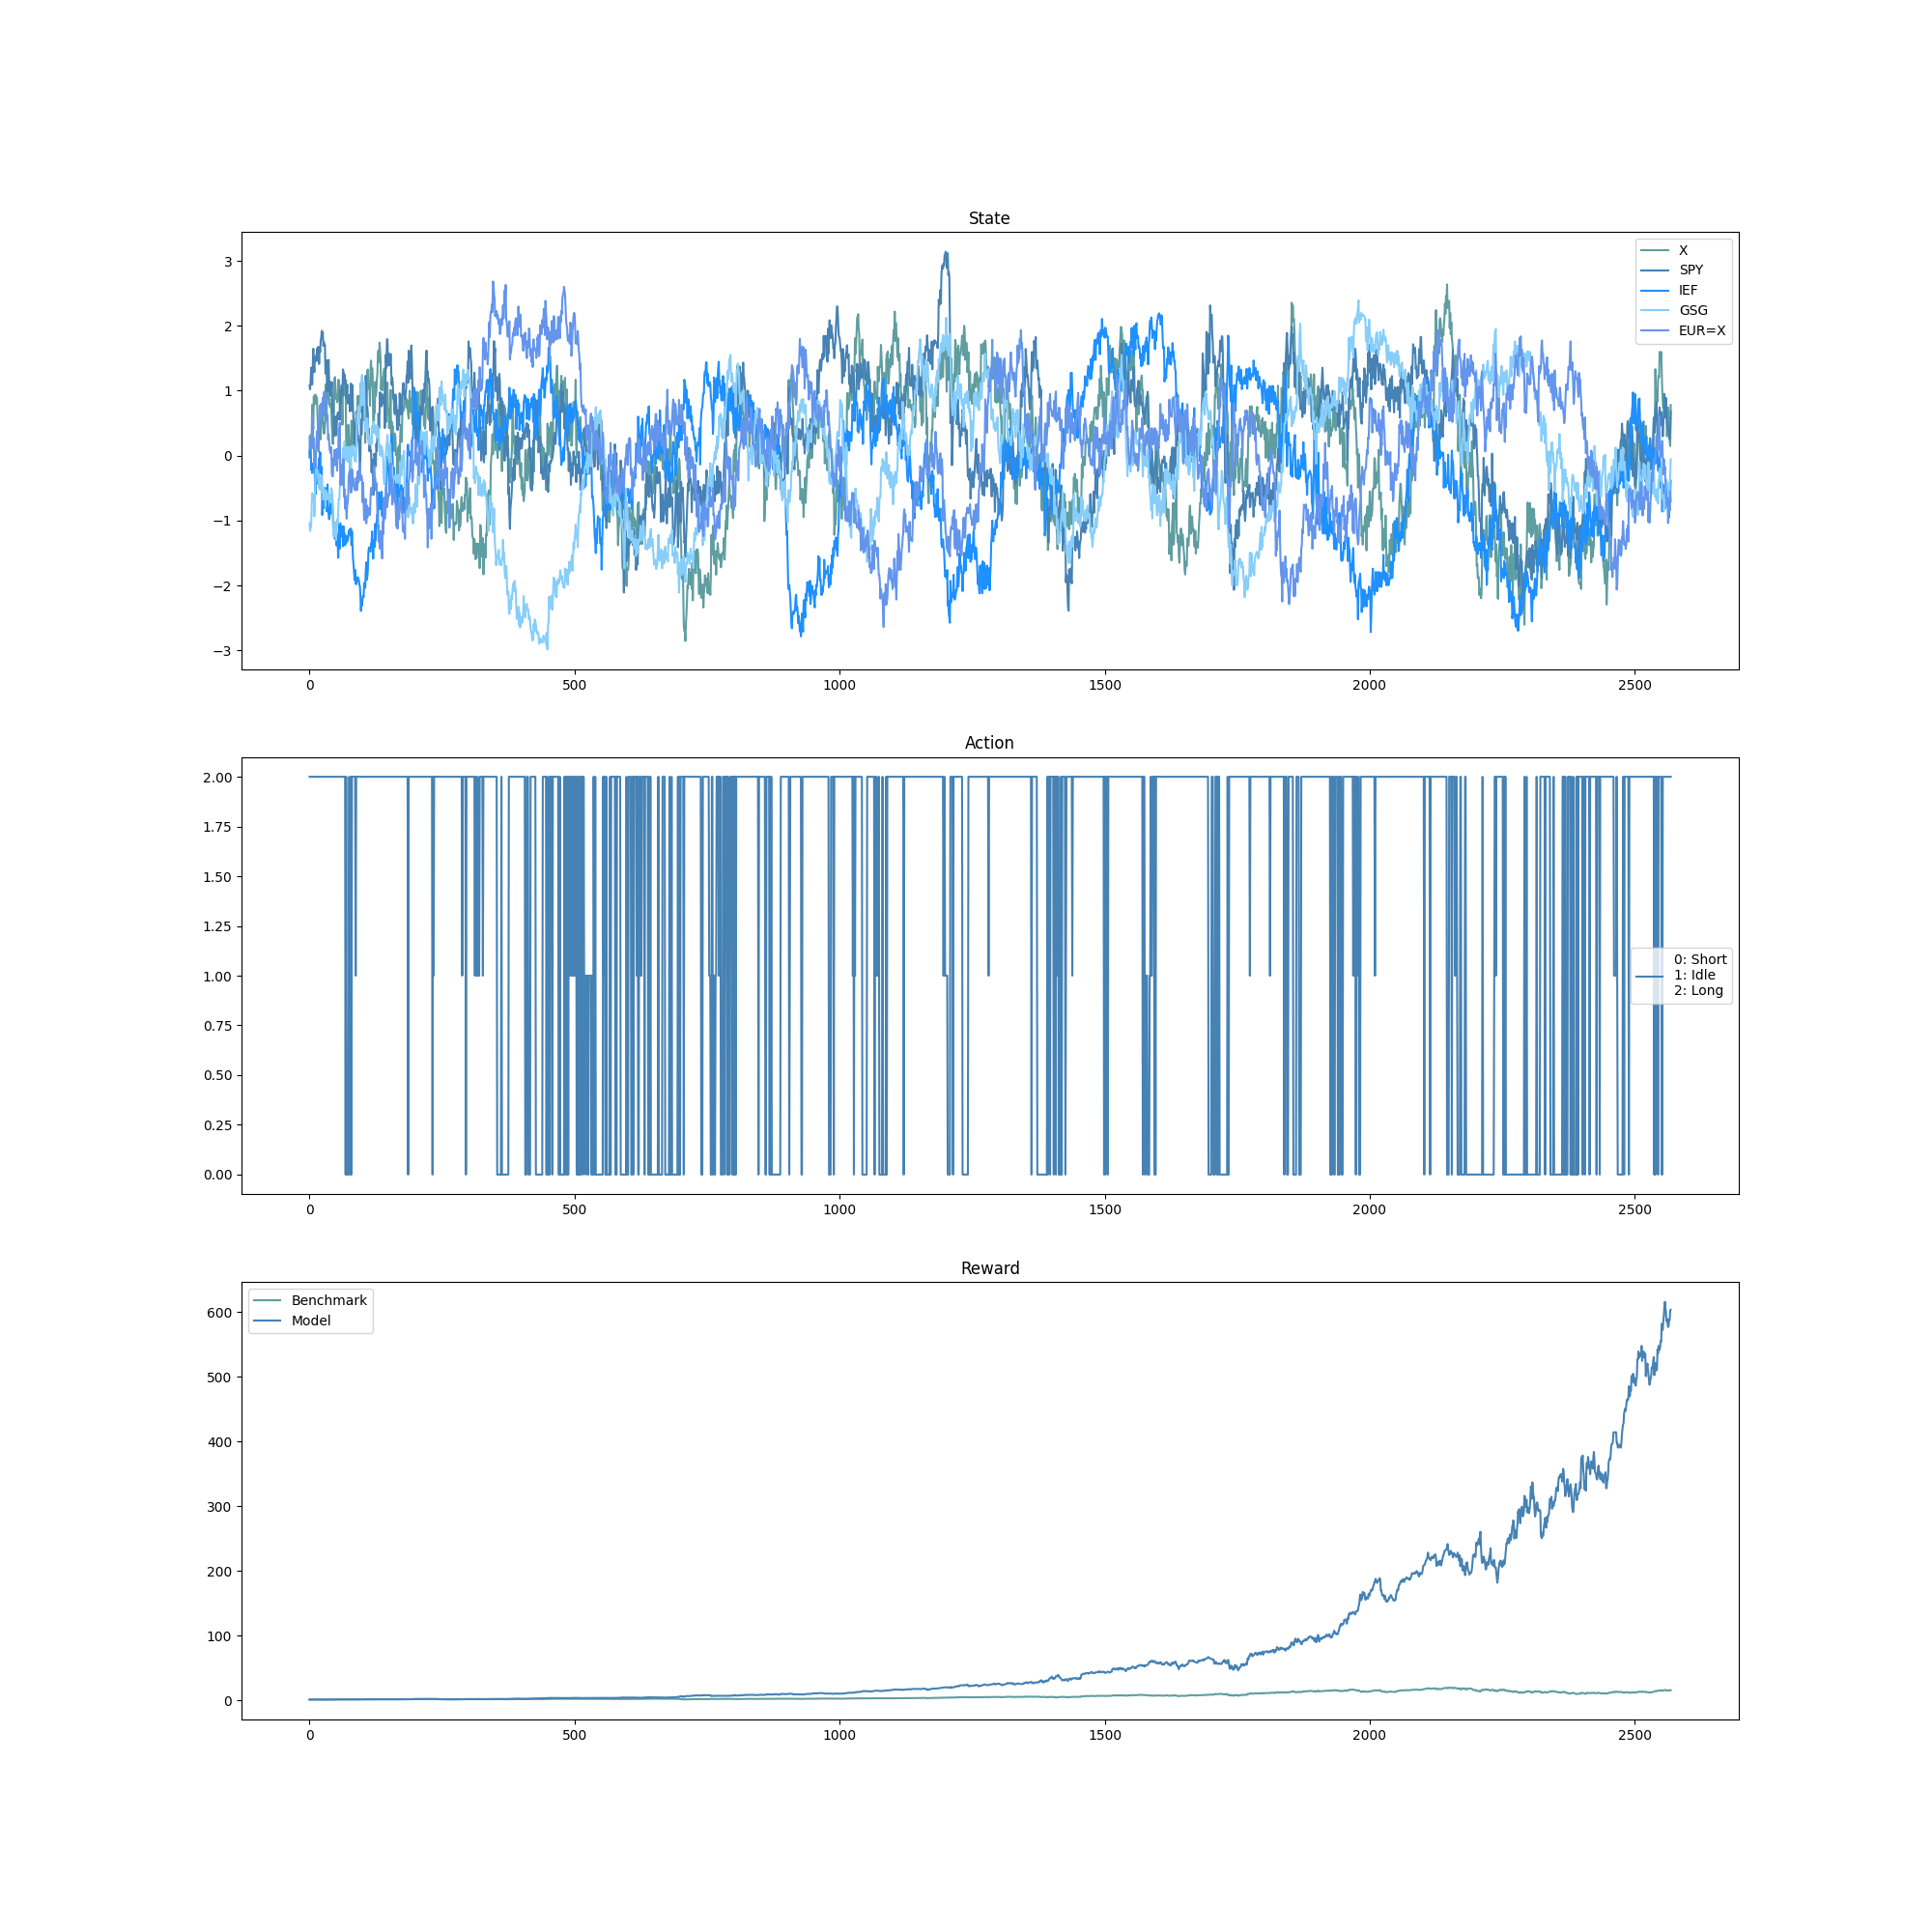 State
3
2
1
0
−1
−2
−3
X
SPY
IEF
GSG
EUR=X
0 500 1000 1500 2000 2500
Action
2.00
1.75
1.50
1.25
1.00
0.75
0.50
0.25
0.00
0: Short
1: Idle
2: Long
0 500 1000 1500 2000 2500
Reward
Benchmark
Model
600
500
400
300
200
100
0
0 500 1000 1500 2000 2500